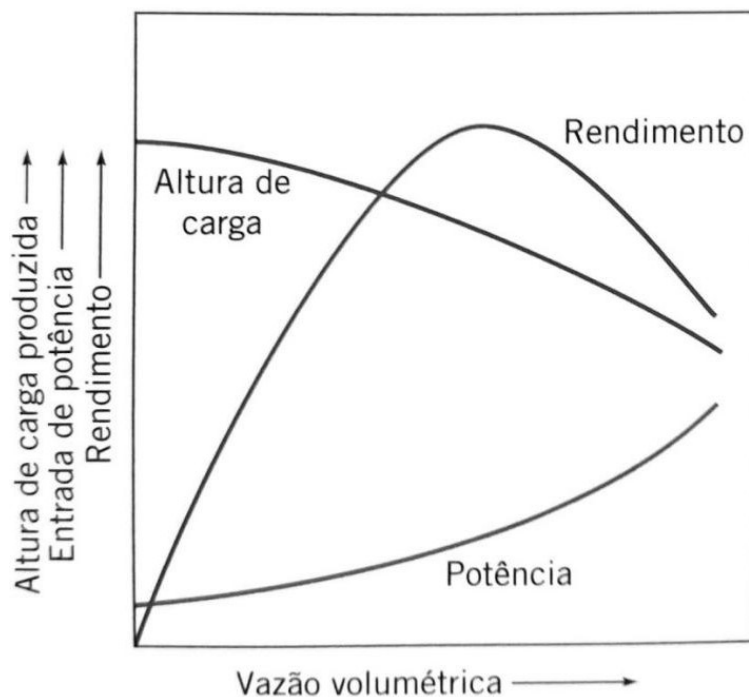 Altura de carga produzida
Entrada de potência
Rendimento
Rendimento
Altura de
carga
Potência
Vazão volumétrica